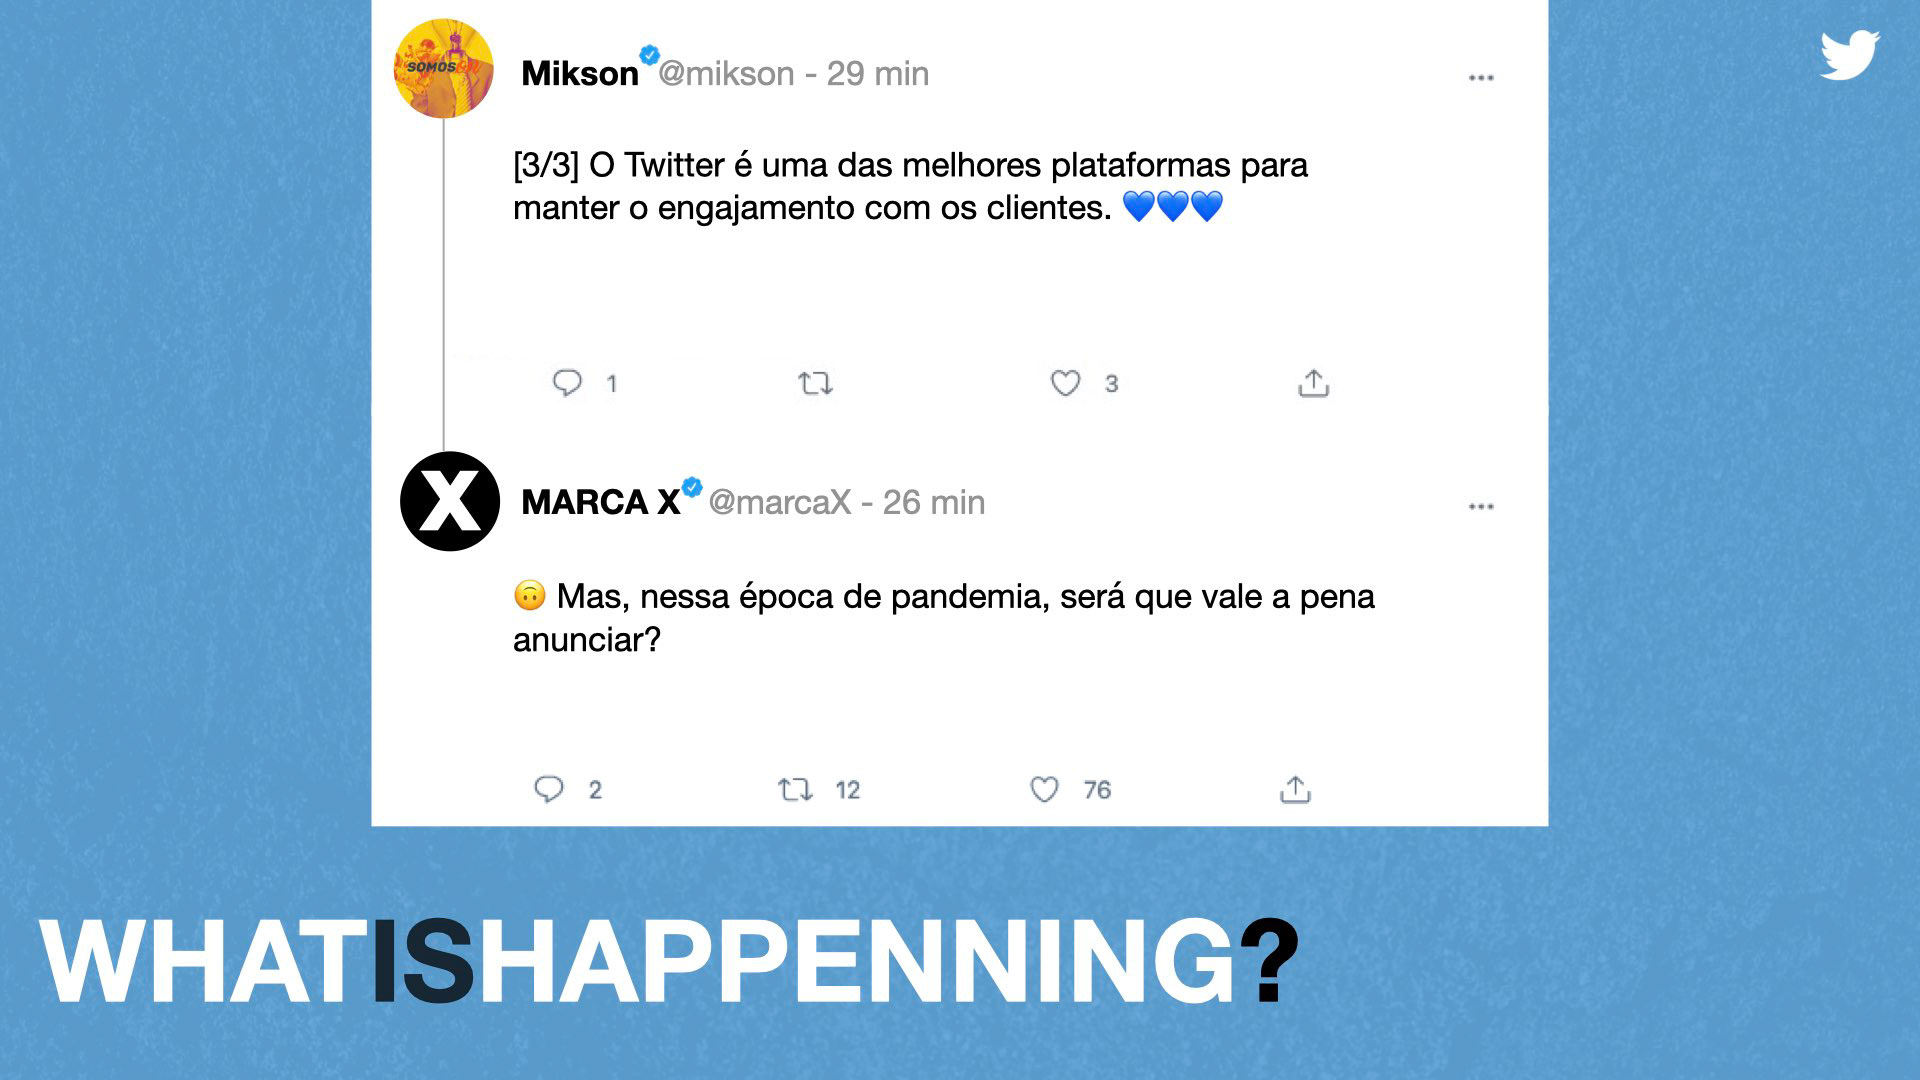 SOMOS
Mikson @mikson - 29 min
[3/3] O Twitter é uma das melhores plataformas para
manter o engajamento com os clientes. 💙💙💙
1 3
X
MARCA X @marcaX - 26 min
🙃 Mas, nessa época de pandemia, será que vale a pena
anunciar?
2 12 76
WHATISHAPPENNING?